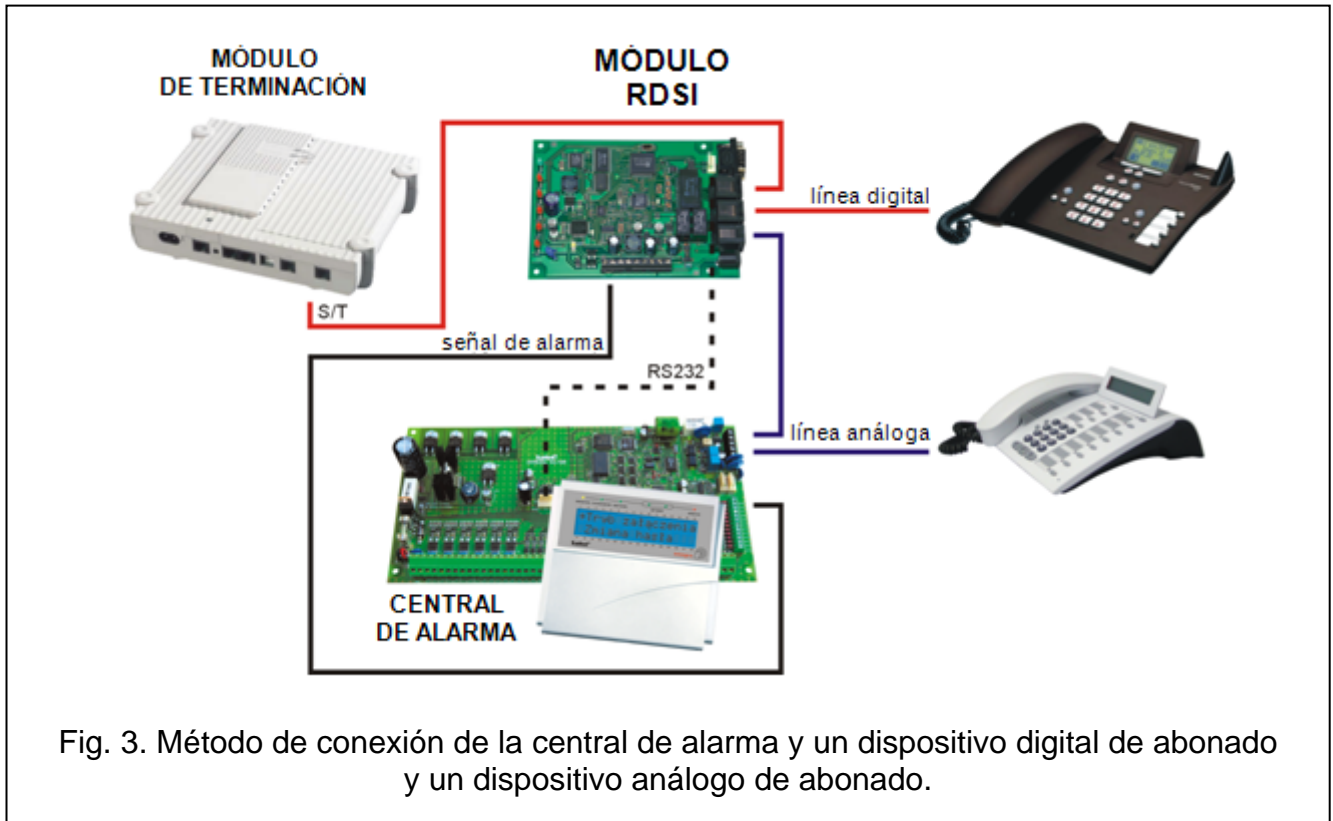 MÓDULO
DE TERMINACIÓN
MÓDULO
RDSI
línea digital
S/T
señal de alarma
RS232
línea análoga
CENTRAL
DE ALARMA
Fig. 3. Método de conexión de la central de alarma y un dispositivo digital de abonado
y un dispositivo análogo de abonado.